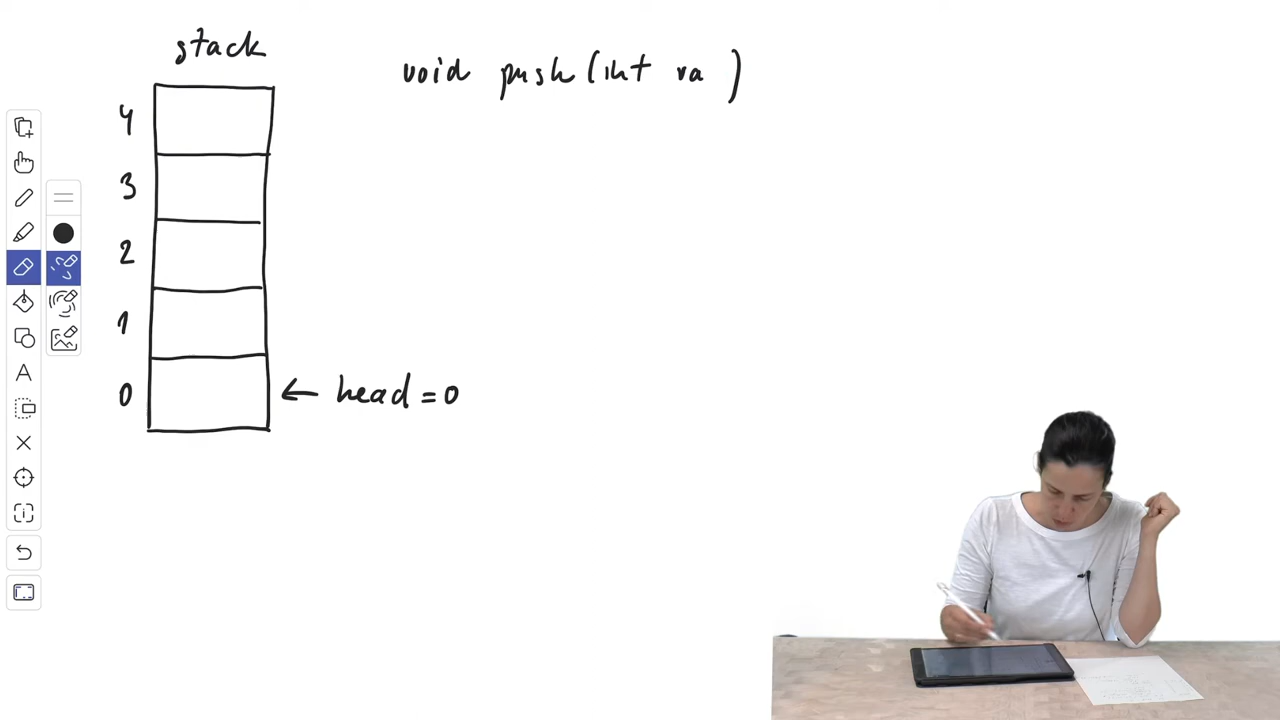 stack
void push(int va )
4
3
2
1
0 ← head = 0